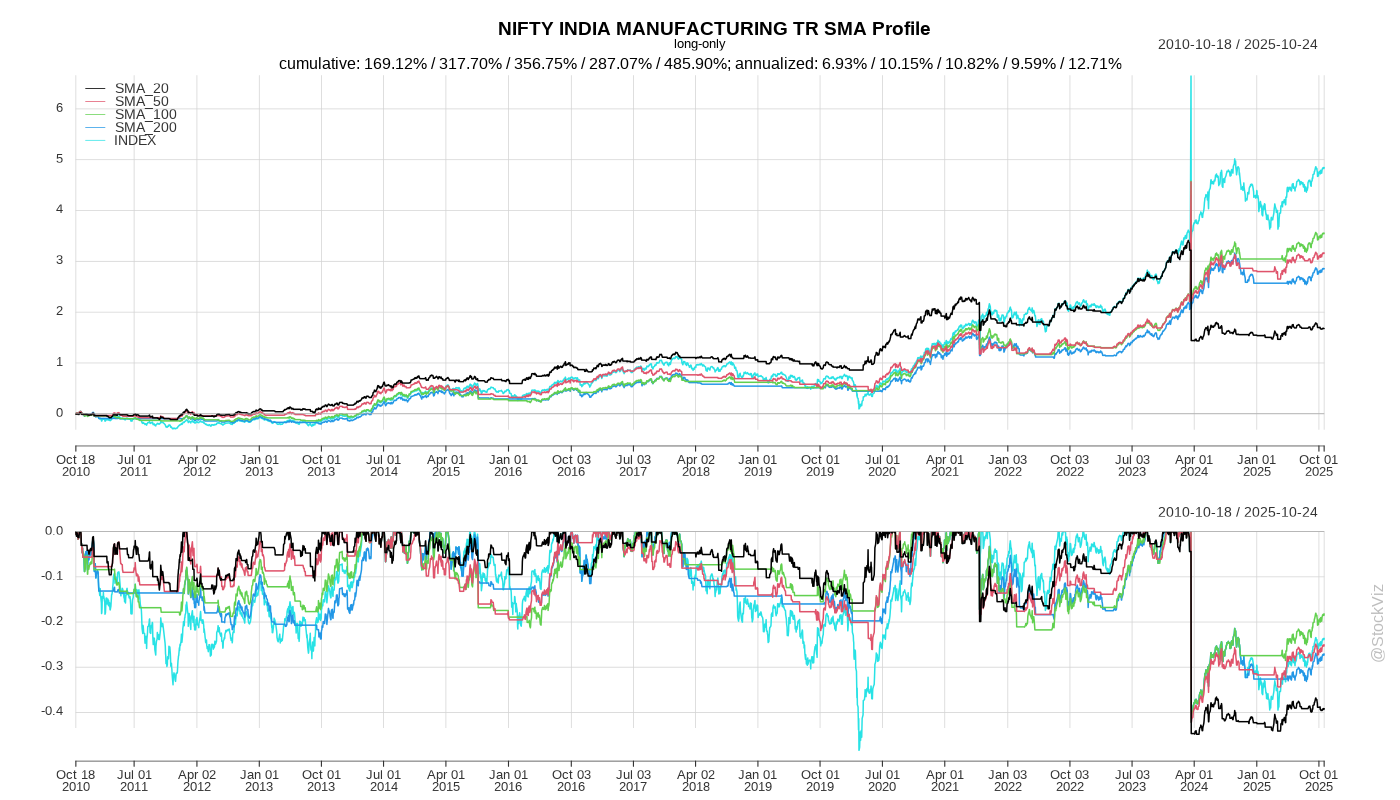 NIFTY INDIA MANUFACTURING TR SMA Profile
long-only
2010-10-18 / 2025-10-24
cumulative: 169.12% / 317.70% / 356.75% / 287.07% / 485.90%; annualized: 6.93% / 10.15% / 10.82% / 9.59% / 12.71%
SMA_20
SMA_50
SMA_100
SMA_200
INDEX
6
5
4
3
2
1
0
Oct 18 Jul 01 Apr 02 Jan 01 Oct 01 Jul 01 Apr 01 Jan 01 Oct 03 Jul 03 Apr 02 Jan 01 Oct 01 Jul 01 Apr 01 Jan 03 Oct 03 Jul 03 Apr 01 Jan 01 Oct 01
2010 2011 2012 2013 2013 2014 2015 2016 2016 2017 2018 2019 2019 2020 2021 2022 2022 2023 2024 2025 2025
2010-10-18 / 2025-10-24
0.0
-0.1
-0.2
-0.3
-0.4
Oct 18 Jul 01 Apr 02 Jan 01 Oct 01 Jul 01 Apr 01 Jan 01 Oct 03 Jul 03 Apr 02 Jan 01 Oct 01 Jul 01 Apr 01 Jan 03 Oct 03 Jul 03 Apr 01 Jan 01 Oct 01
2010 2011 2012 2013 2013 2014 2015 2016 2016 2017 2018 2019 2019 2020 2021 2022 2022 2023 2024 2025 2025
@StockViz